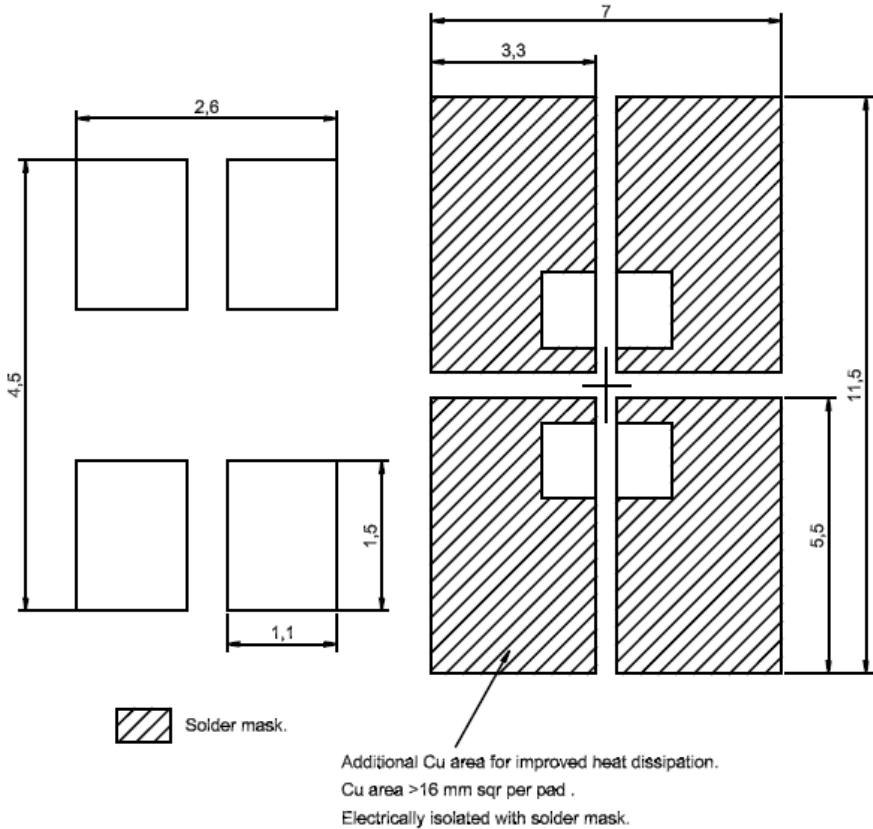 7
3,3
2,6
4,5
11,5
1,5
5,5
1,1
Solder mask.
Additional Cu area for improved heat dissipation.
Cu area >16 mm sqr per pad .
Electrically isolated with solder mask.